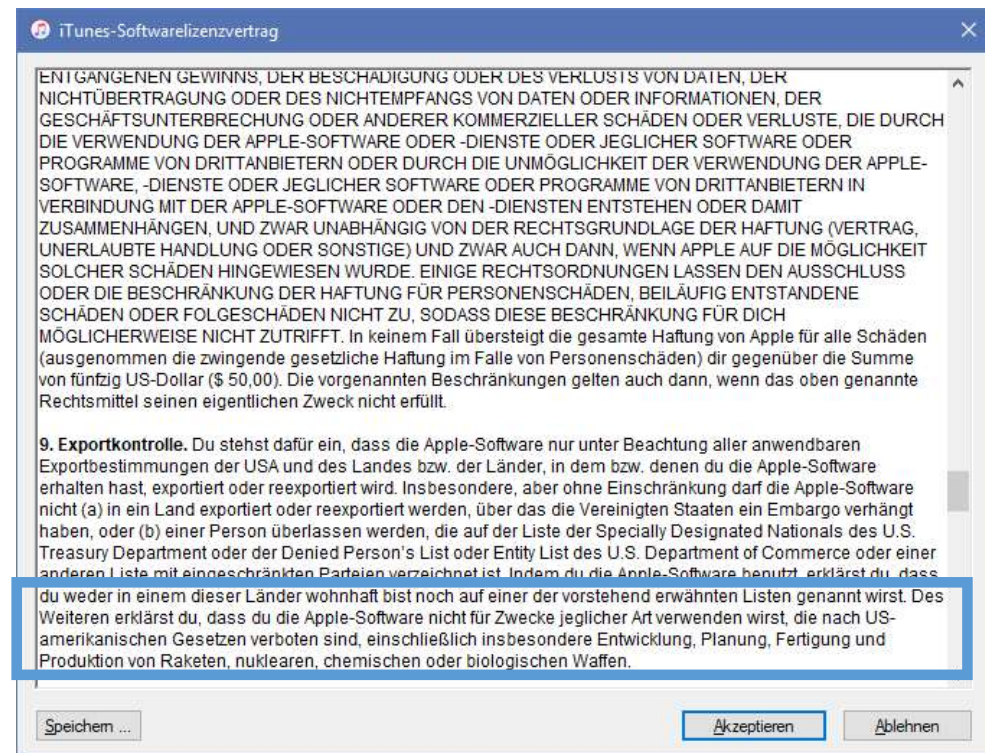 iTunes-Softwarelizenzvertrag
ENTGANGENEN GEWINNS, DER BESCHÄDIGUNG ODER DES VERLUSTS VON DATEN, DER
NICHTÜBERTRAGUNG ODER DES NICHTEMPFANGS VON DATEN ODER INFORMATIONEN, DER
GESCHÄFTSUNTERBRECHUNG ODER ANDERER KOMMERZIELLER SCHÄDEN ODER VERLUSTE, DIE DURCH
DIE VERWENDUNG DER APPLE-SOFTWARE ODER -DIENSTE ODER JEGLICHER SOFTWARE ODER
PROGRAMME VON DRITTANBIETERN ODER DURCH DIE UNMÖGLICHKEIT DER VERWENDUNG DER APPLE-
SOFTWARE, -DIENSTE ODER JEGLICHER SOFTWARE ODER PROGRAMME VON DRITTANBIETERN IN
VERBINDUNG MIT DER APPLE-SOFTWARE ODER DEN -DIENSTEN ENTSTEHEN ODER DAMIT
ZUSAMMENHÄNGEN, UND ZWAR UNABHÄNGIG VON DER RECHTSGRUNDLAGE DER HAFTUNG (VERTRAG,
UNERLAUBTE HANDLUNG ODER SONSTIGE) UND ZWAR AUCH DANN, WENN APPLE AUF DIE MÖGLICHKEIT
SOLCHER SCHÄDEN HINGEWIESEN WURDE. EINIGE RECHTSORDNUNGEN LASSEN DEN AUSSCHLUSS
ODER DIE BESCHRÄNKUNG DER HAFTUNG FÜR PERSONENSCHÄDEN, BEILÄUFIG ENTSTANDENE
SCHÄDEN ODER FOLGESCHÄDEN NICHT ZU, SODASS DIESE BESCHRÄNKUNG FÜR DICH
MÖGLICHERWEISE NICHT ZUTRIFFT. In keinem Fall übersteigt die gesamte Haftung von Apple für alle Schäden
(ausgenommen die zwingende gesetzliche Haftung im Falle von Personenschäden) dir gegenüber die Summe
von fünfzig US-Dollar ($ 50,00). Die vorgenannten Beschränkungen gelten auch dann, wenn das oben genannte
Rechtsmittel seinen eigentlichen Zweck nicht erfüllt.
9. Exportkontrolle. Du stehst dafür ein, dass die Apple-Software nur unter Beachtung aller anwendbaren
Exportbestimmungen der USA und des Landes bzw. der Länder, in dem bzw. denen du die Apple-Software
erhalten hast, exportiert oder reexportiert wird. Insbesondere, aber ohne Einschränkung darf die Apple-Software
nicht (a) in ein Land exportiert oder reexportiert werden, über das die Vereinigten Staaten ein Embargo verhängt
haben, oder (b) einer Person überlassen werden, die auf der Liste der Specially Designated Nationals des U.S.
Treasury Department oder der Denied Person's List oder Entity List des U.S. Department of Commerce oder einer
anderen Liste mit eingeschränkten Parteien verzeichnet ist. Indem du die Apple-Software benutzt, erklärst du, dass
du weder in einem dieser Länder wohnhaft bist noch auf einer der vorstehend erwähnten Listen genannt wirst. Des
Weiteren erklärst du, dass du die Apple-Software nicht für Zwecke jeglicher Art verwenden wirst, die nach US-
amerikanischen Gesetzen verboten sind, einschließlich insbesondere Entwicklung, Planung, Fertigung und
Produktion von Raketen, nuklearen, chemischen oder biologischen Waffen.
Speichern ...
Akzeptieren
Ablehnen